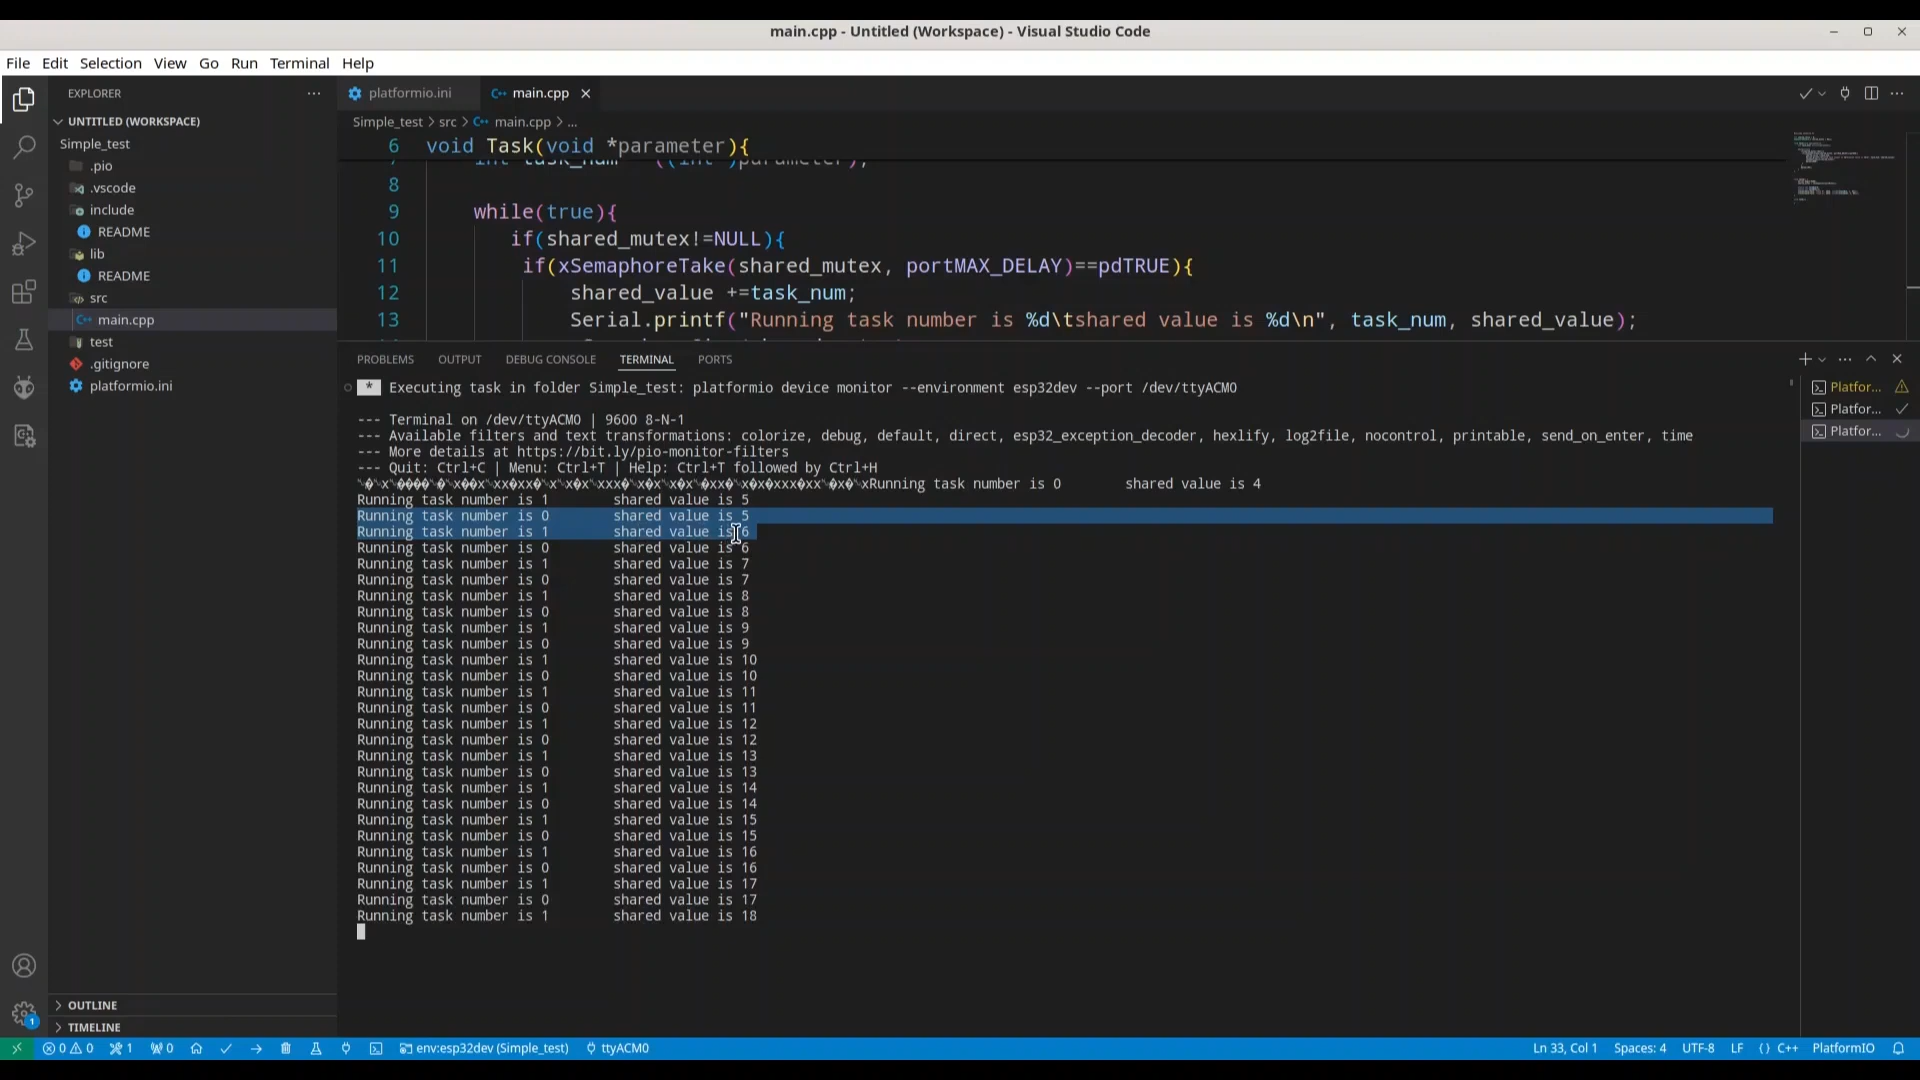 main.cpp - Untitled (Workspace) - Visual Studio Code
File Edit Selection View Go Run Terminal Help
EXPLORER
UNTITLED (WORKSPACE)
Simple_test
.pio
.vscode
include
README
lib
README
src
main.cpp
test
.gitignore
platformio.ini
OUTLINE
TIMELINE
platformio.ini main.cpp
Simple_test > src > main.cpp > ...
6 void Task(void *parameter){
8
9 while(true){
10 if(shared_mutex!=NULL){
11 if(xSemaphoreTake(shared_mutex, portMAX_DELAY)==pdTRUE){
12 shared_value +=task_num;
13 Serial.printf("Running task number is %d\tshared value is %d\n", task_num, shared_value);
PROBLEMS OUTPUT DEBUG CONSOLE TERMINAL PORTS
* Executing task in folder Simple_test: platformio device monitor --environment esp32dev --port /dev/ttyACM0
--- Terminal on /dev/ttyACM0 | 9600 8-N-1
--- Available filters and text transformations: colorize, debug, default, direct, esp32_exception_decoder, hexlify, log2file, nocontrol, printable, send_on_enter, time
--- More details at https://bit.ly/pio-monitor-filters
--- Quit: Ctrl+C | Menu: Ctrl+T | Help: Ctrl+T followed by Ctrl+H
Running task number is 0 shared value is 4
Running task number is 1 shared value is 5
Running task number is 0 shared value is 5
Running task number is 1 shared value is 6
Running task number is 0 shared value is 6
Running task number is 1 shared value is 7
Running task number is 0 shared value is 7
Running task number is 1 shared value is 8
Running task number is 0 shared value is 8
Running task number is 1 shared value is 9
Running task number is 0 shared value is 9
Running task number is 1 shared value is 10
Running task number is 0 shared value is 10
Running task number is 1 shared value is 11
Running task number is 0 shared value is 11
Running task number is 1 shared value is 12
Running task number is 0 shared value is 12
Running task number is 1 shared value is 13
Running task number is 0 shared value is 13
Running task number is 1 shared value is 14
Running task number is 0 shared value is 14
Running task number is 1 shared value is 15
Running task number is 0 shared value is 15
Running task number is 1 shared value is 16
Running task number is 0 shared value is 16
Running task number is 1 shared value is 17
Running task number is 0 shared value is 17
Running task number is 1 shared value is 18
Platfor...
Platfor...
Platfor...
1
0 0 1 0 env:esp32dev (Simple_test) ttyACM0 Ln 33, Col 1 Spaces: 4 UTF-8 LF {} C++ PlatformIO